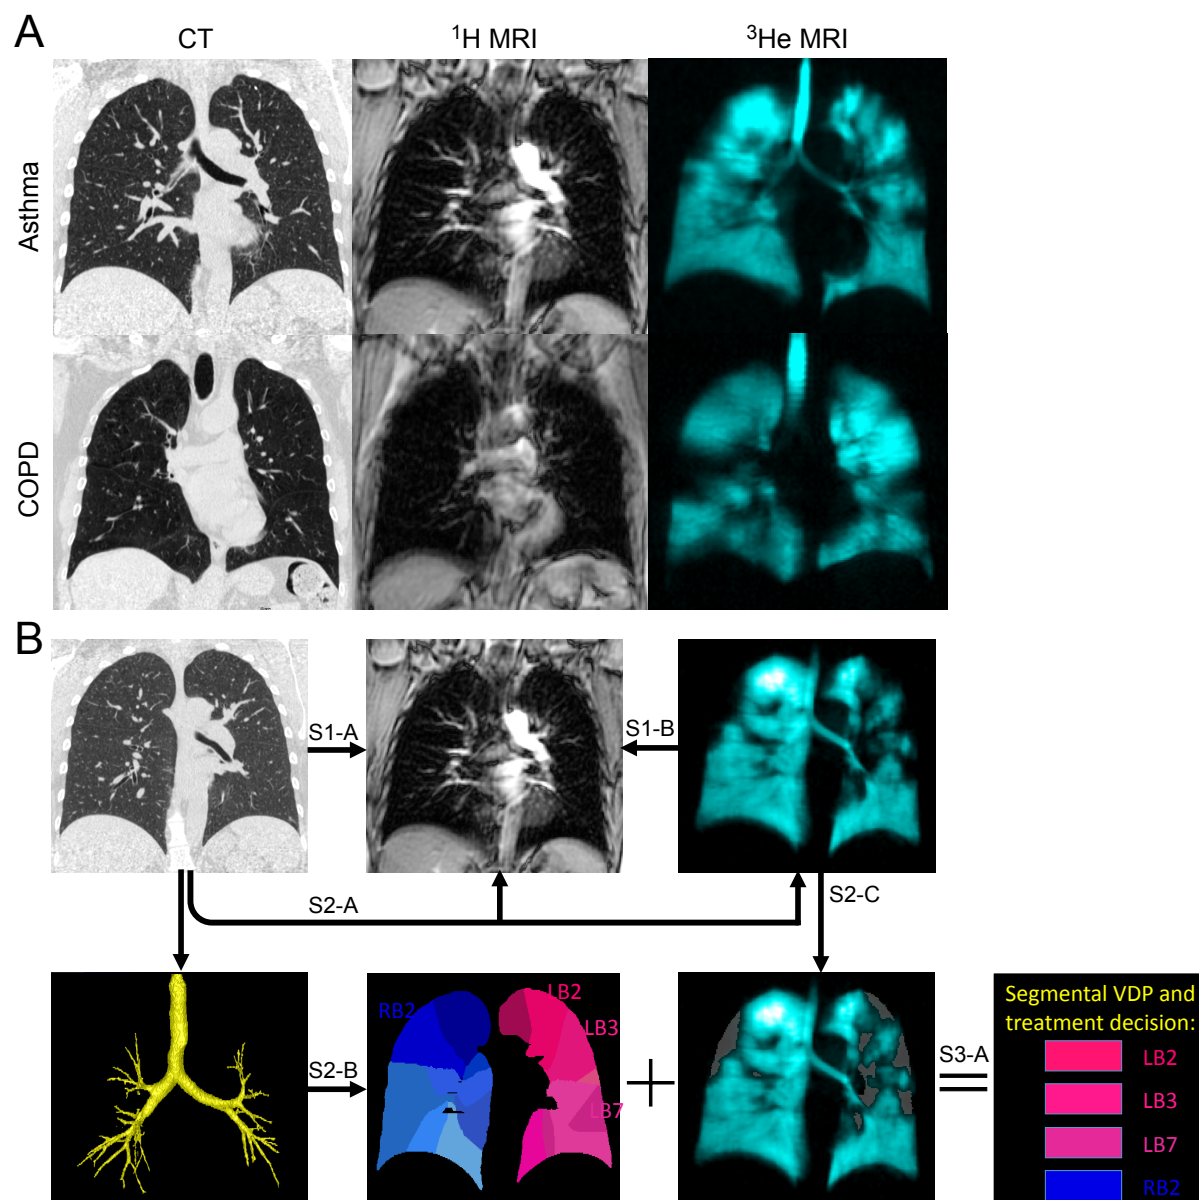 A
CT
¹H MRI
³He MRI
Asthma
COPD
B
S1-A
S1-B
S2-A
S2-C
RB2
LB2
LB3
LB7
S2-B
+
S3-A
=
Segmental VDP and
treatment decision:
LB2
LB3
LB7
RB2